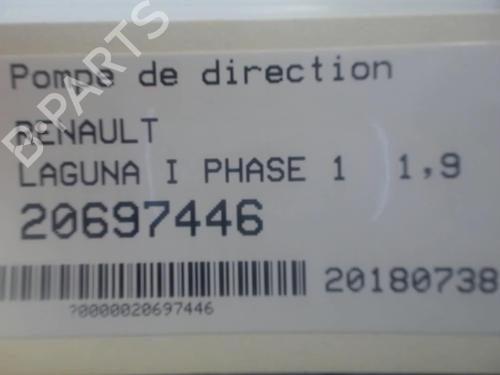 Pompe de direction
RENAULT
LAGUNA I PHASE 1 1,9
20697446
20180738
?0000020697446
B-PARTS